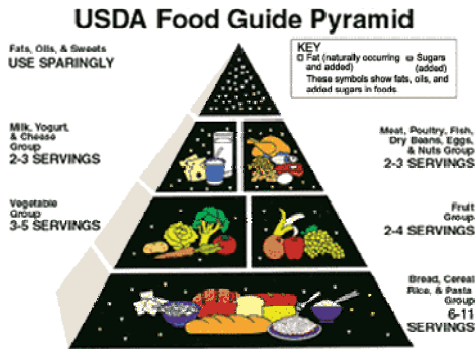 USDA Food Guide Pyramid
Fats, Oils, & Sweets
USE SPARINGLY
KEY
Fat (naturally occurring and added)
Sugars (added)
These symbols show fats, oils, and
added sugars in foods.
Milk, Yogurt,
& Cheese
Group
2-3 SERVINGS
Meat, Poultry, Fish,
Dry Beans, Eggs,
& Nuts Group
2-3 SERVINGS
Vegetable
Group
3-5 SERVINGS
Fruit
Group
2-4 SERVINGS
Bread, Cereal
Rice, & Pasta
Group
6-11
SERVINGS